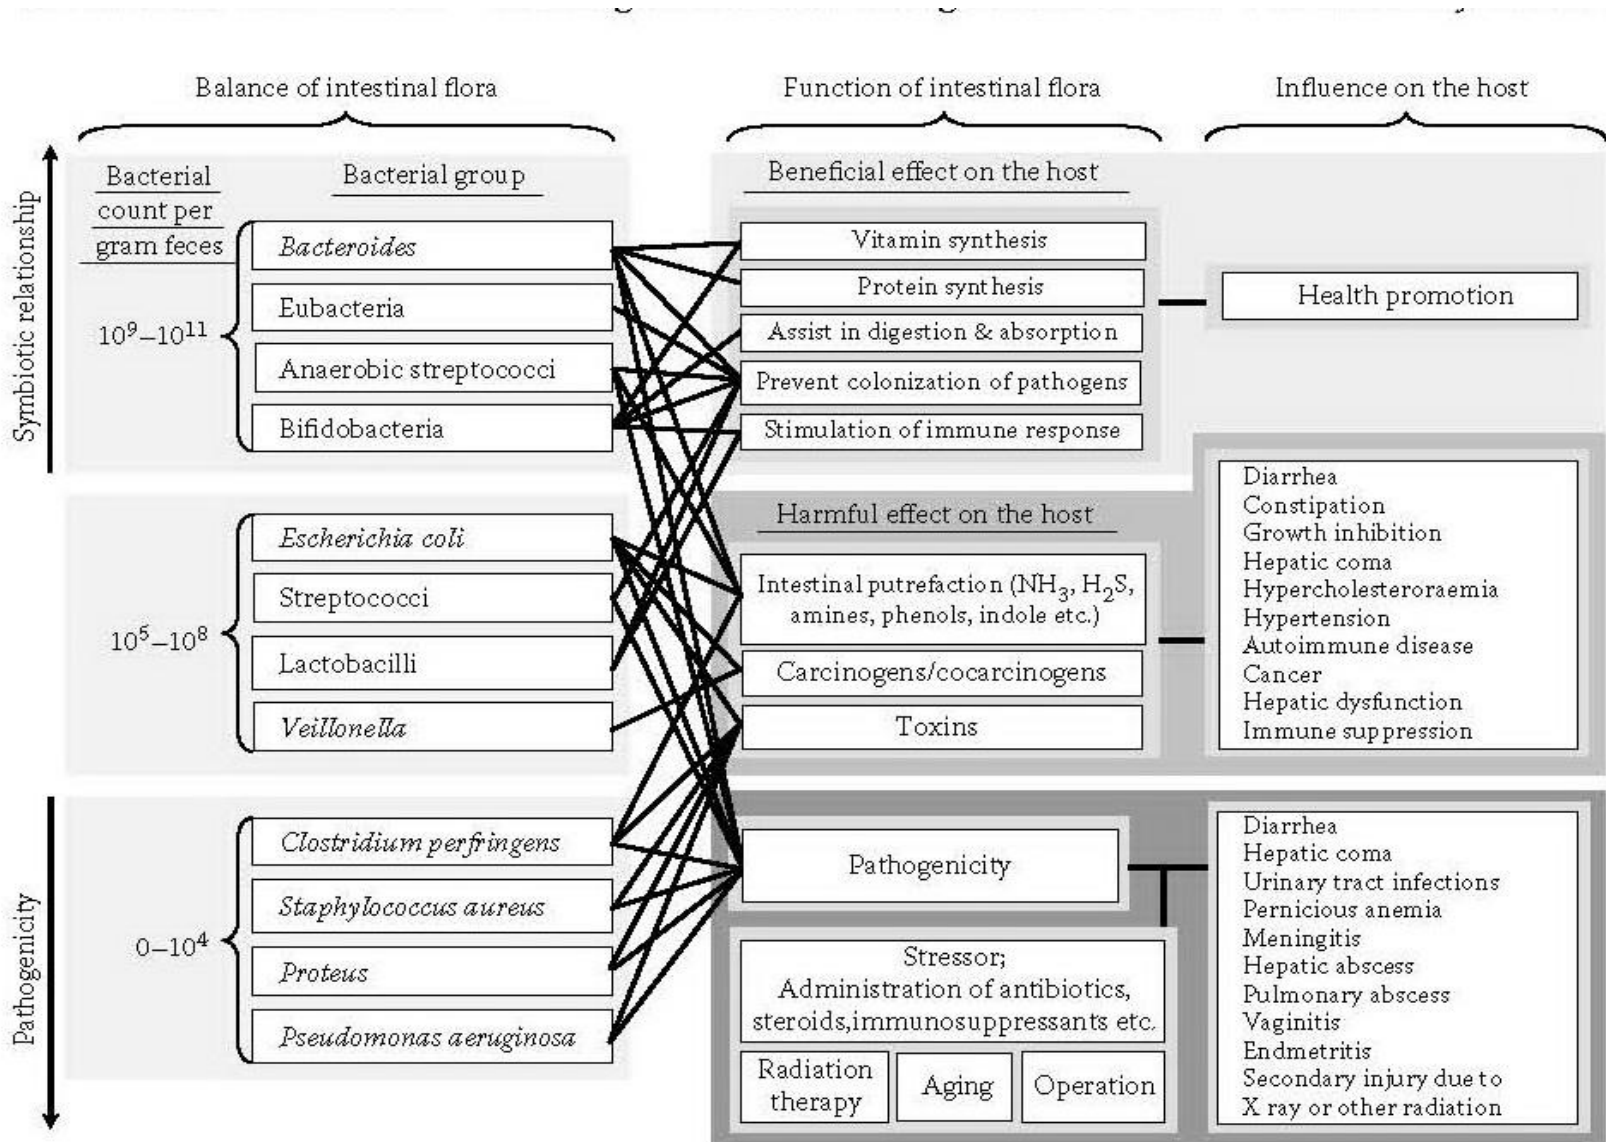 Balance of intestinal flora
Function of intestinal flora
Influence on the host
Symbiotic relationship
Bacterial
count per
gram feces
Bacterial group
10⁹–10¹¹
Bacteroides
Eubacteria
Anaerobic streptococci
Bifidobacteria
Beneficial effect on the host
Vitamin synthesis
Protein synthesis
Assist in digestion & absorption
Prevent colonization of pathogens
Stimulation of immune response
Health promotion
10⁵–10⁸
Escherichia coli
Streptococci
Lactobacilli
Veillonella
Harmful effect on the host
Intestinal putrefaction (NH₃, H₂S,
amines, phenols, indole etc.)
Carcinogens/cocarcinogens
Toxins
Diarrhea
Constipation
Growth inhibition
Hepatic coma
Hypercholesteroraemia
Hypertension
Autoimmune disease
Cancer
Hepatic dysfunction
Immune suppression
Pathogenicity
0–10⁴
Clostridium perfringens
Staphylococcus aureus
Proteus
Pseudomonas aeruginosa
Pathogenicity
Stressor;
Administration of antibiotics,
steroids,immunosuppressants etc.
Radiation
therapy
Aging
Operation
Diarrhea
Hepatic coma
Urinary tract infections
Pernicious anemia
Meningitis
Hepatic abscess
Pulmonary abscess
Vaginitis
Endmetritis
Secondary injury due to
X ray or other radiation